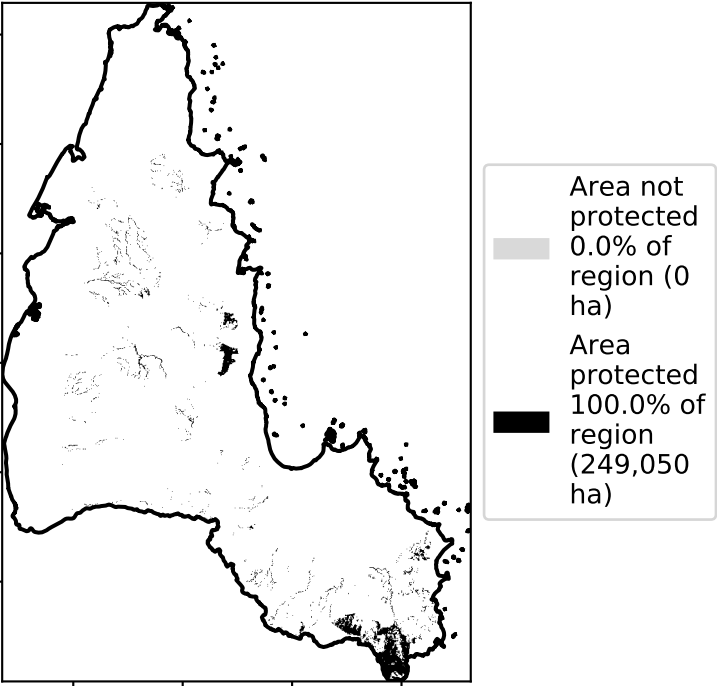 Area not
protected
0.0% of
region (0
ha)
Area
protected
100.0% of
region
(249,050
ha)